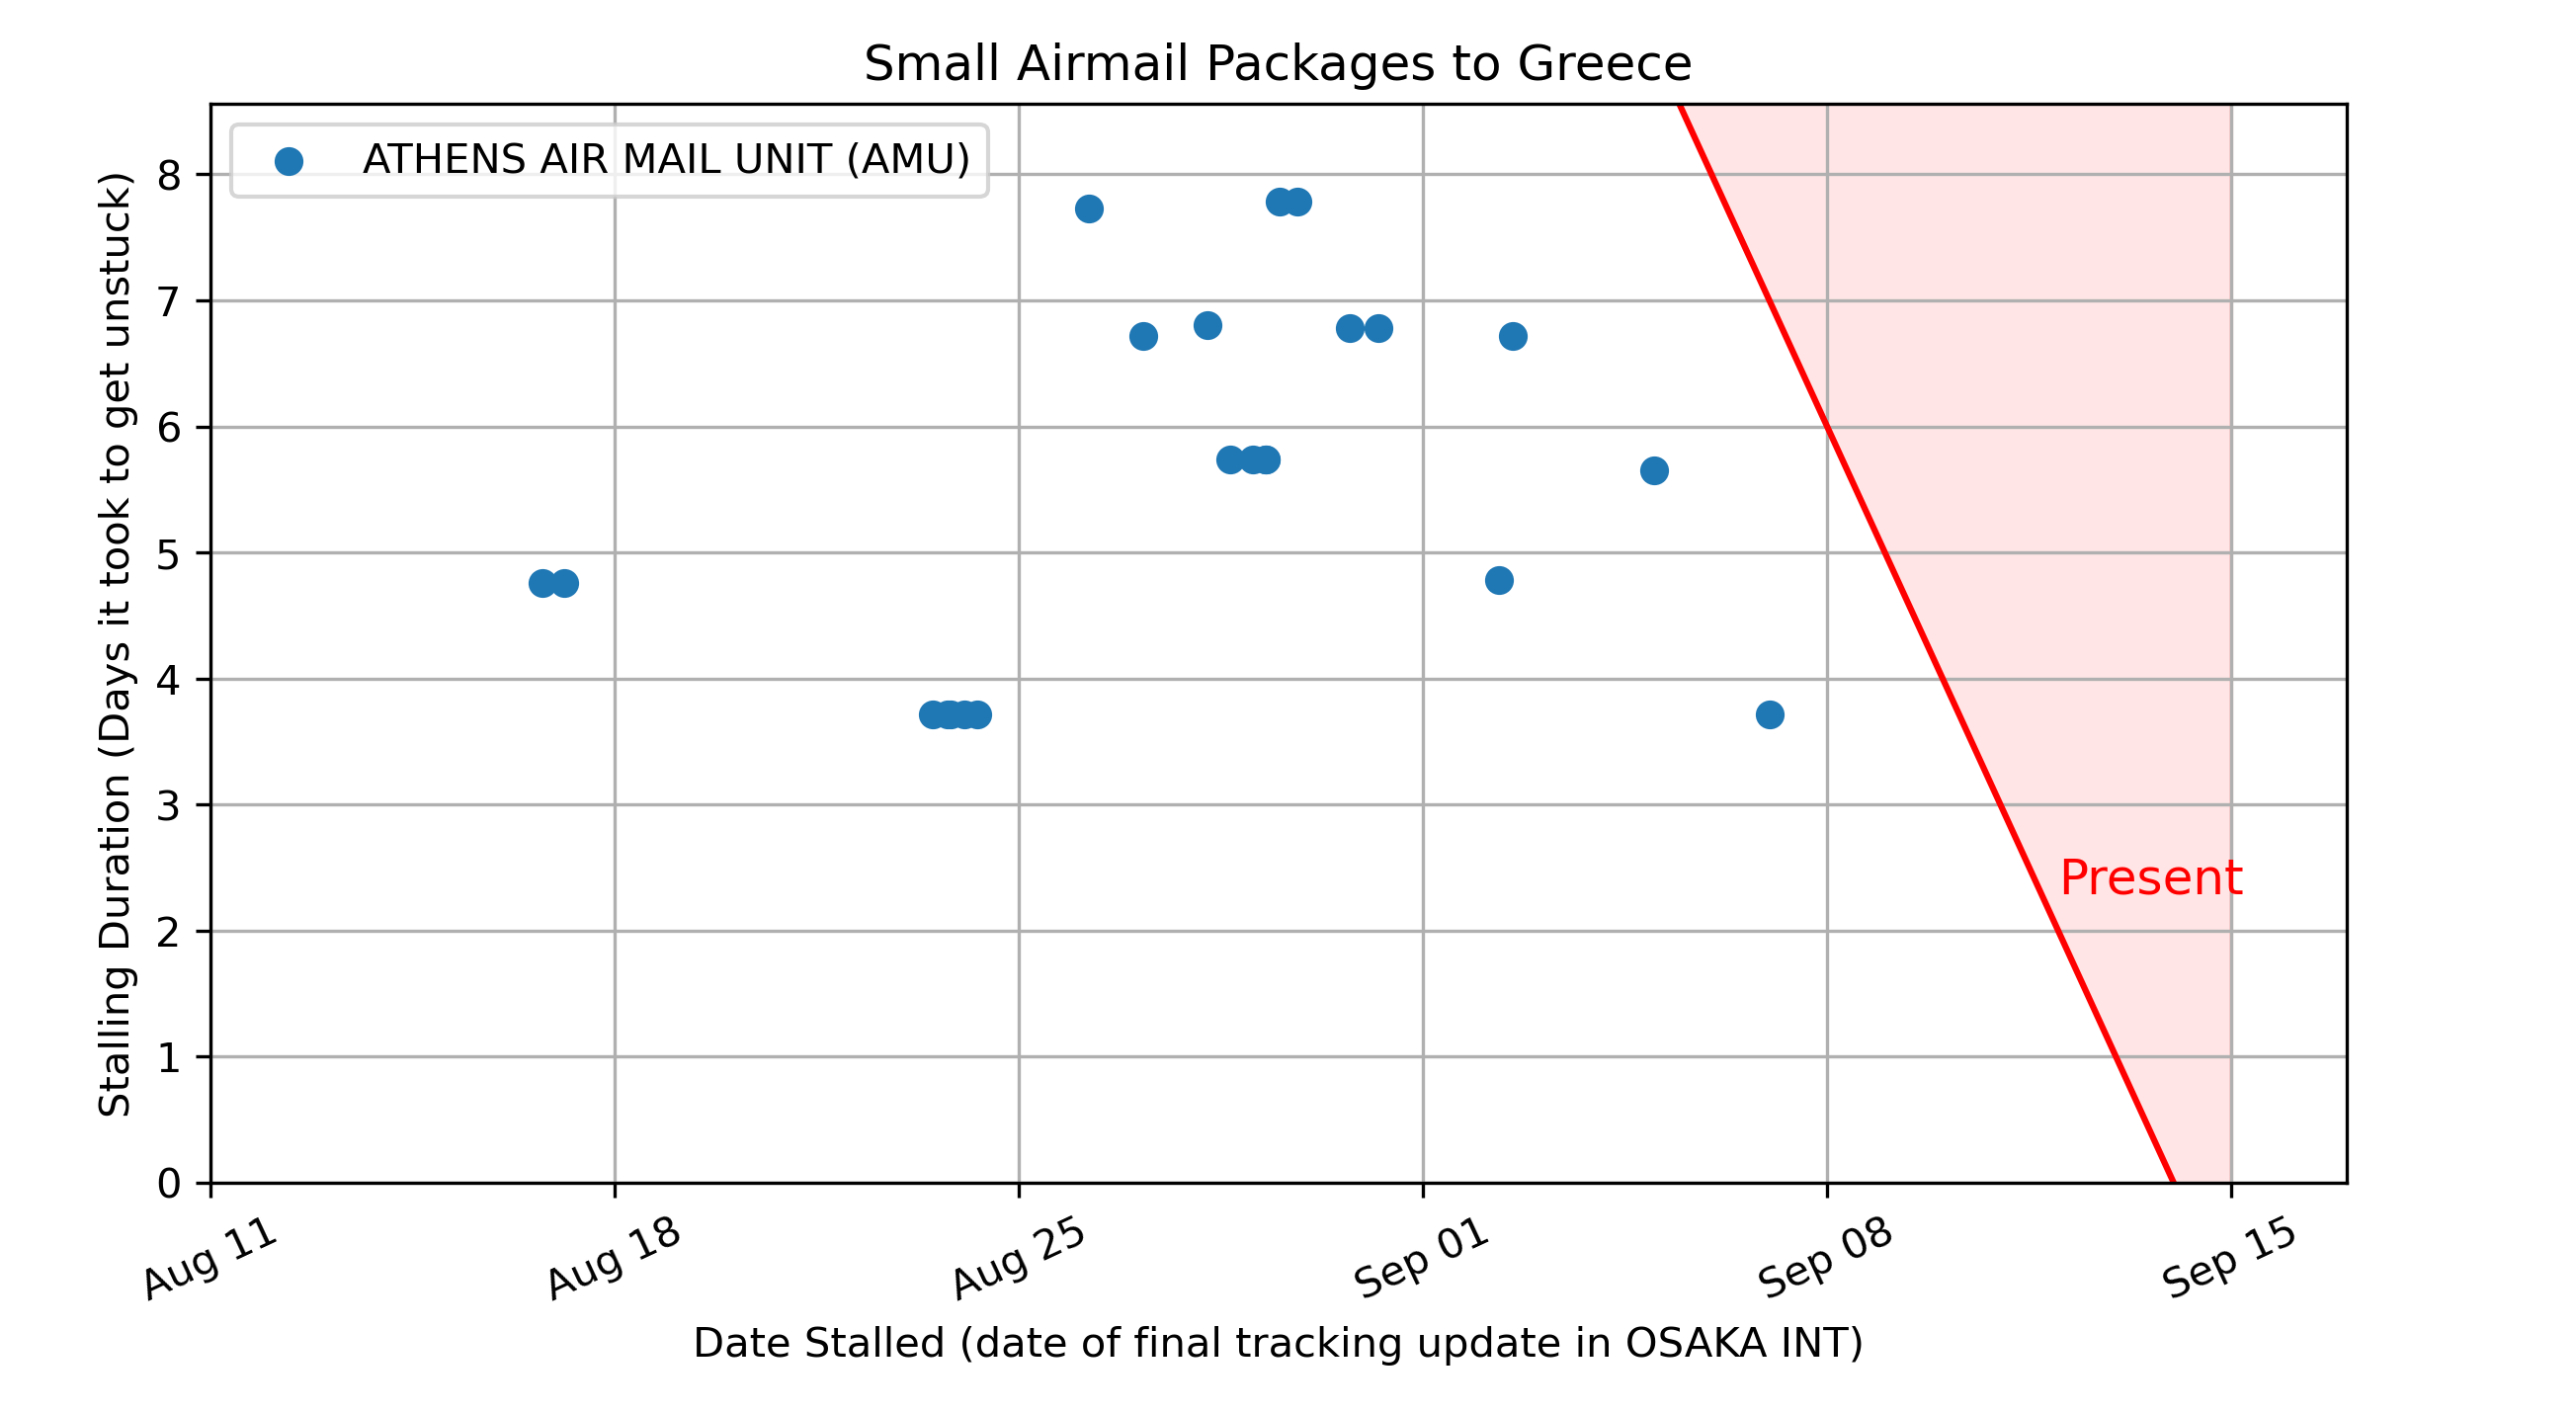 Small Airmail Packages to Greece
ATHENS AIR MAIL UNIT (AMU)
Stalling Duration (Days it took to get unstuck)
8
7
6
5
4
3
2
1
0
Present
Aug 11
Aug 18
Aug 25
Sep 01
Sep 08
Sep 15
Date Stalled (date of final tracking update in OSAKA INT)